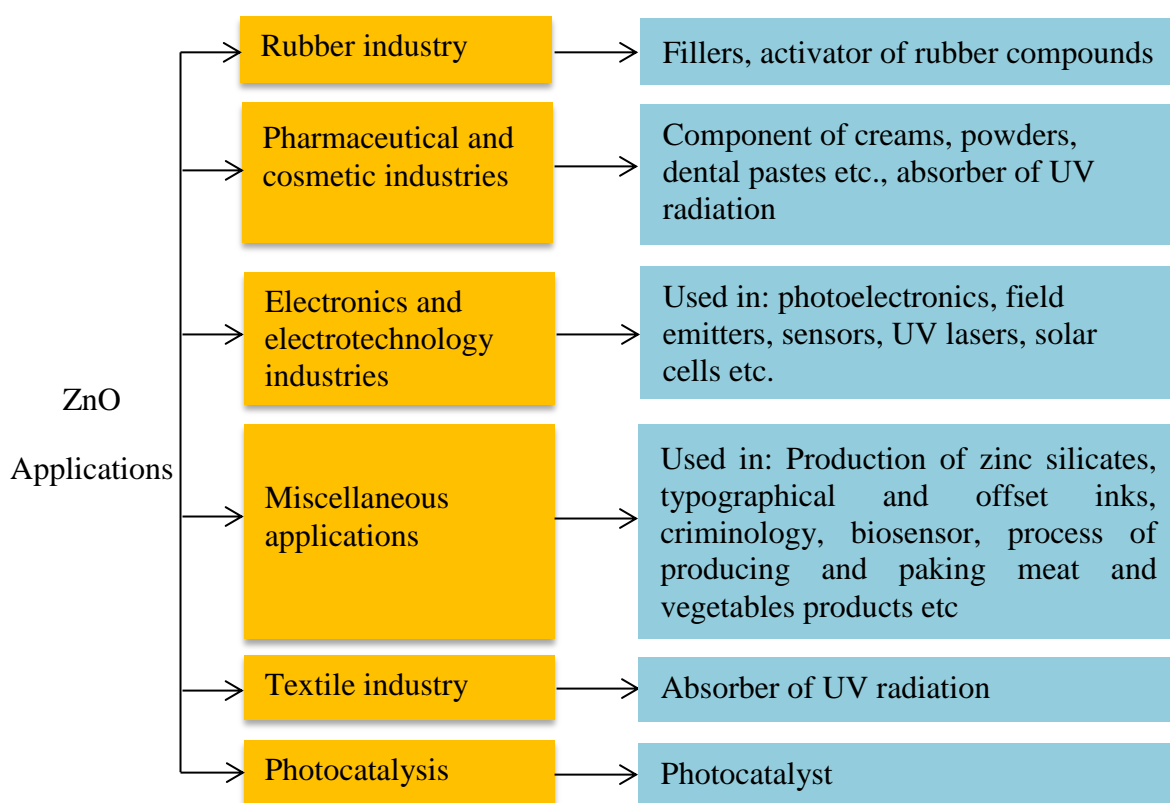 Rubber industry
Fillers, activator of rubber compounds
Pharmaceutical and
cosmetic industries
Component of creams, powders,
dental pastes etc., absorber of UV
radiation
Electronics and
electrotechnology
industries
Used in: photoelectronics, field
emitters, sensors, UV lasers, solar
cells etc.
ZnO
Applications
Miscellaneous
applications
Used in: Production of zinc silicates,
typographical and offset inks,
criminology, biosensor, process of
producing and paking meat and
vegetables products etc
Textile industry
Absorber of UV radiation
Photocatalysis
Photocatalyst